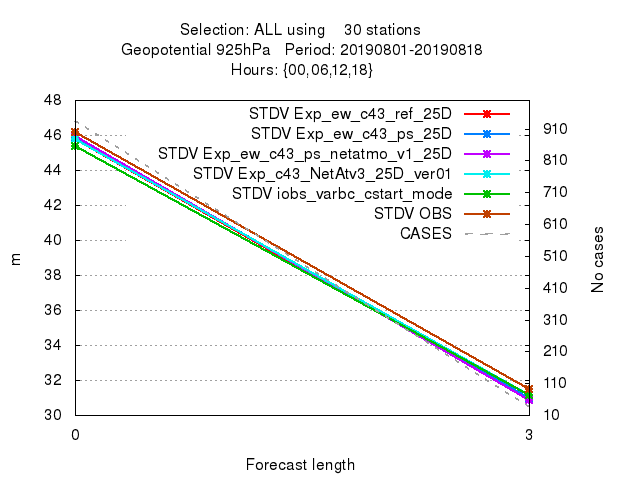 Selection: ALL using 30 stations
Geopotential 925hPa Period: 20190801-20190818
Hours: {00,06,12,18}
48
46
44
42
40
38
36
34
32
30
m
STDV Exp_ew_c43_ref_25D
STDV Exp_ew_c43_ps_25D
STDV Exp_ew_c43_ps_netatmo_v1_25D
STDV Exp_c43_NetAtv3_25D_ver01
STDV iobs_varbc_cstart_mode
STDV OBS
CASES
910
810
710
610
510
410
310
210
110
10
No cases
0
3
Forecast length